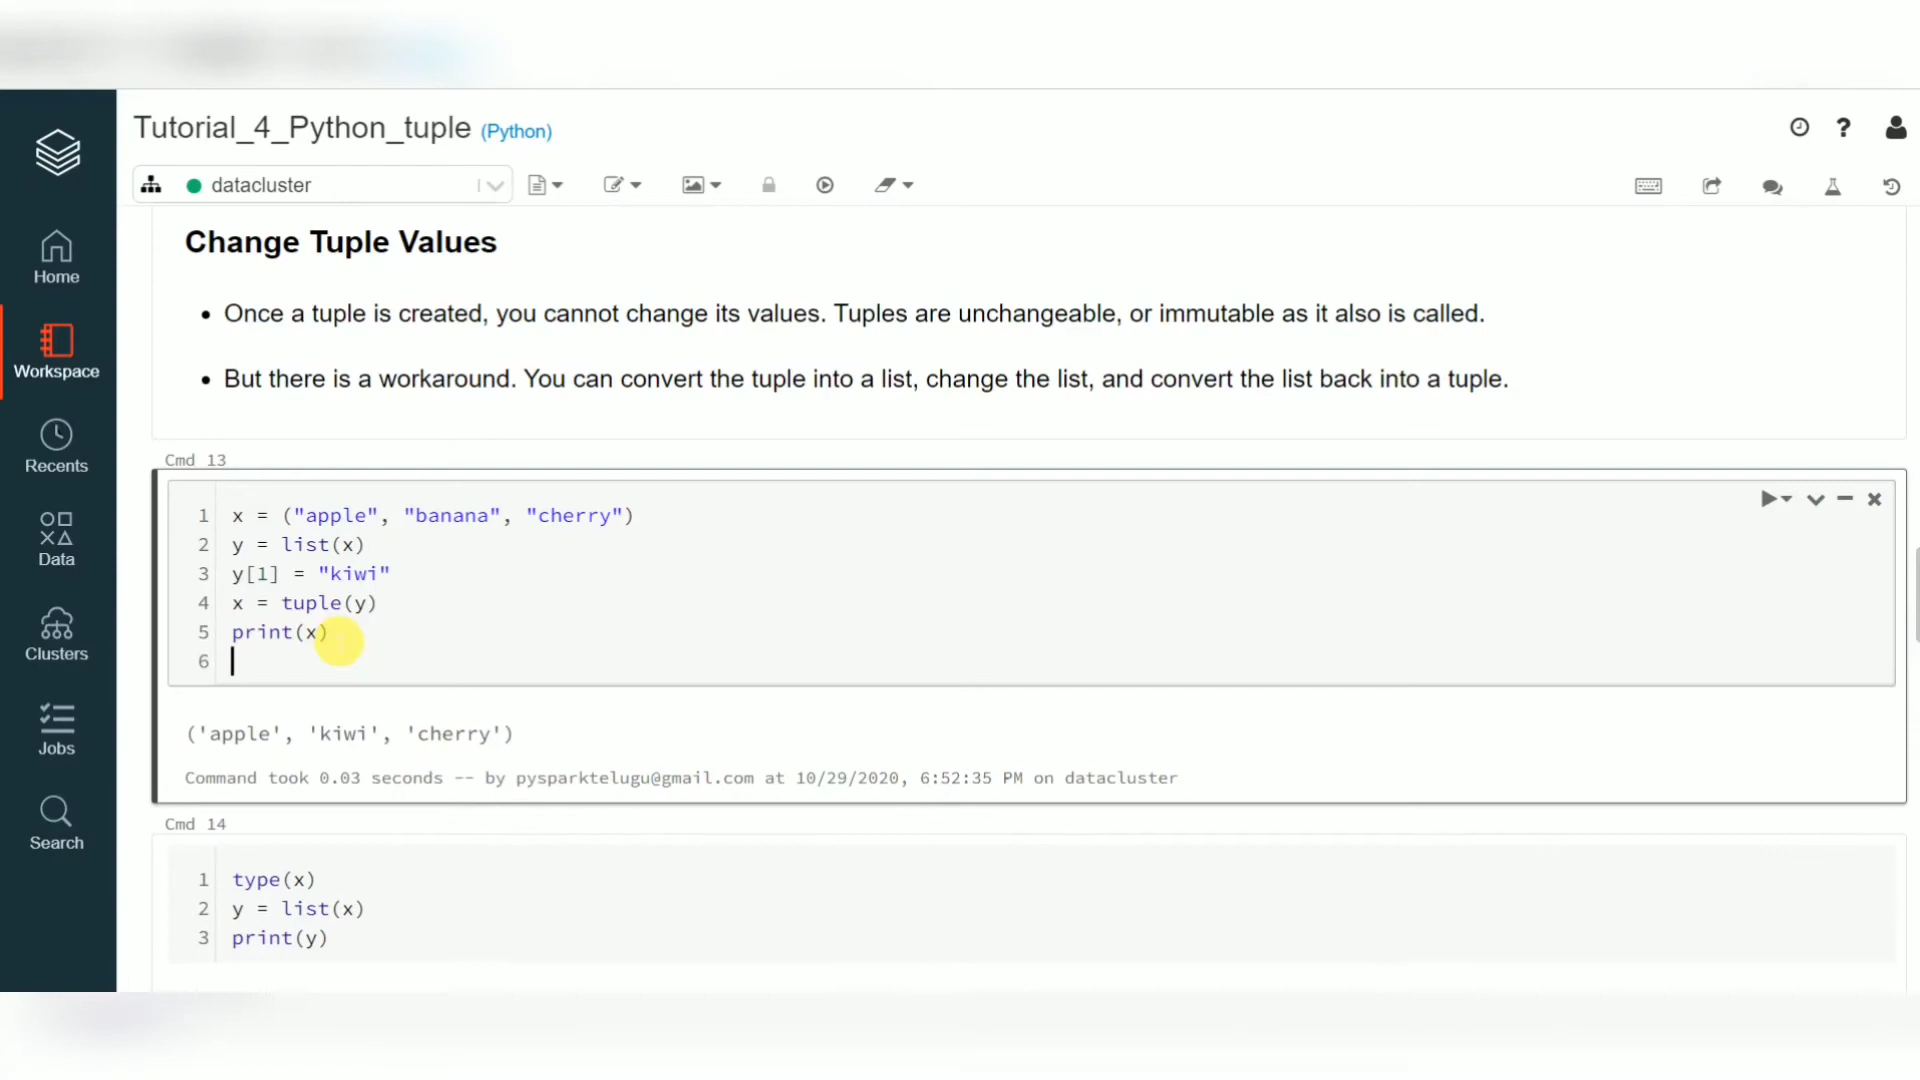 Tutorial_4_Python_tuple (Python)
datacluster
Home
Workspace
Recents
Data
Clusters
Jobs
Search
Change Tuple Values
• Once a tuple is created, you cannot change its values. Tuples are unchangeable, or immutable as it also is called.
• But there is a workaround. You can convert the tuple into a list, change the list, and convert the list back into a tuple.
Cmd 13
1 x = ("apple", "banana", "cherry")
2 y = list(x)
3 y[1] = "kiwi"
4 x = tuple(y)
5 print(x)
6
('apple', 'kiwi', 'cherry')
Command took 0.03 seconds -- by pysparktelugu@gmail.com at 10/29/2020, 6:52:35 PM on datacluster
Cmd 14
1 type(x)
2 y = list(x)
3 print(y)